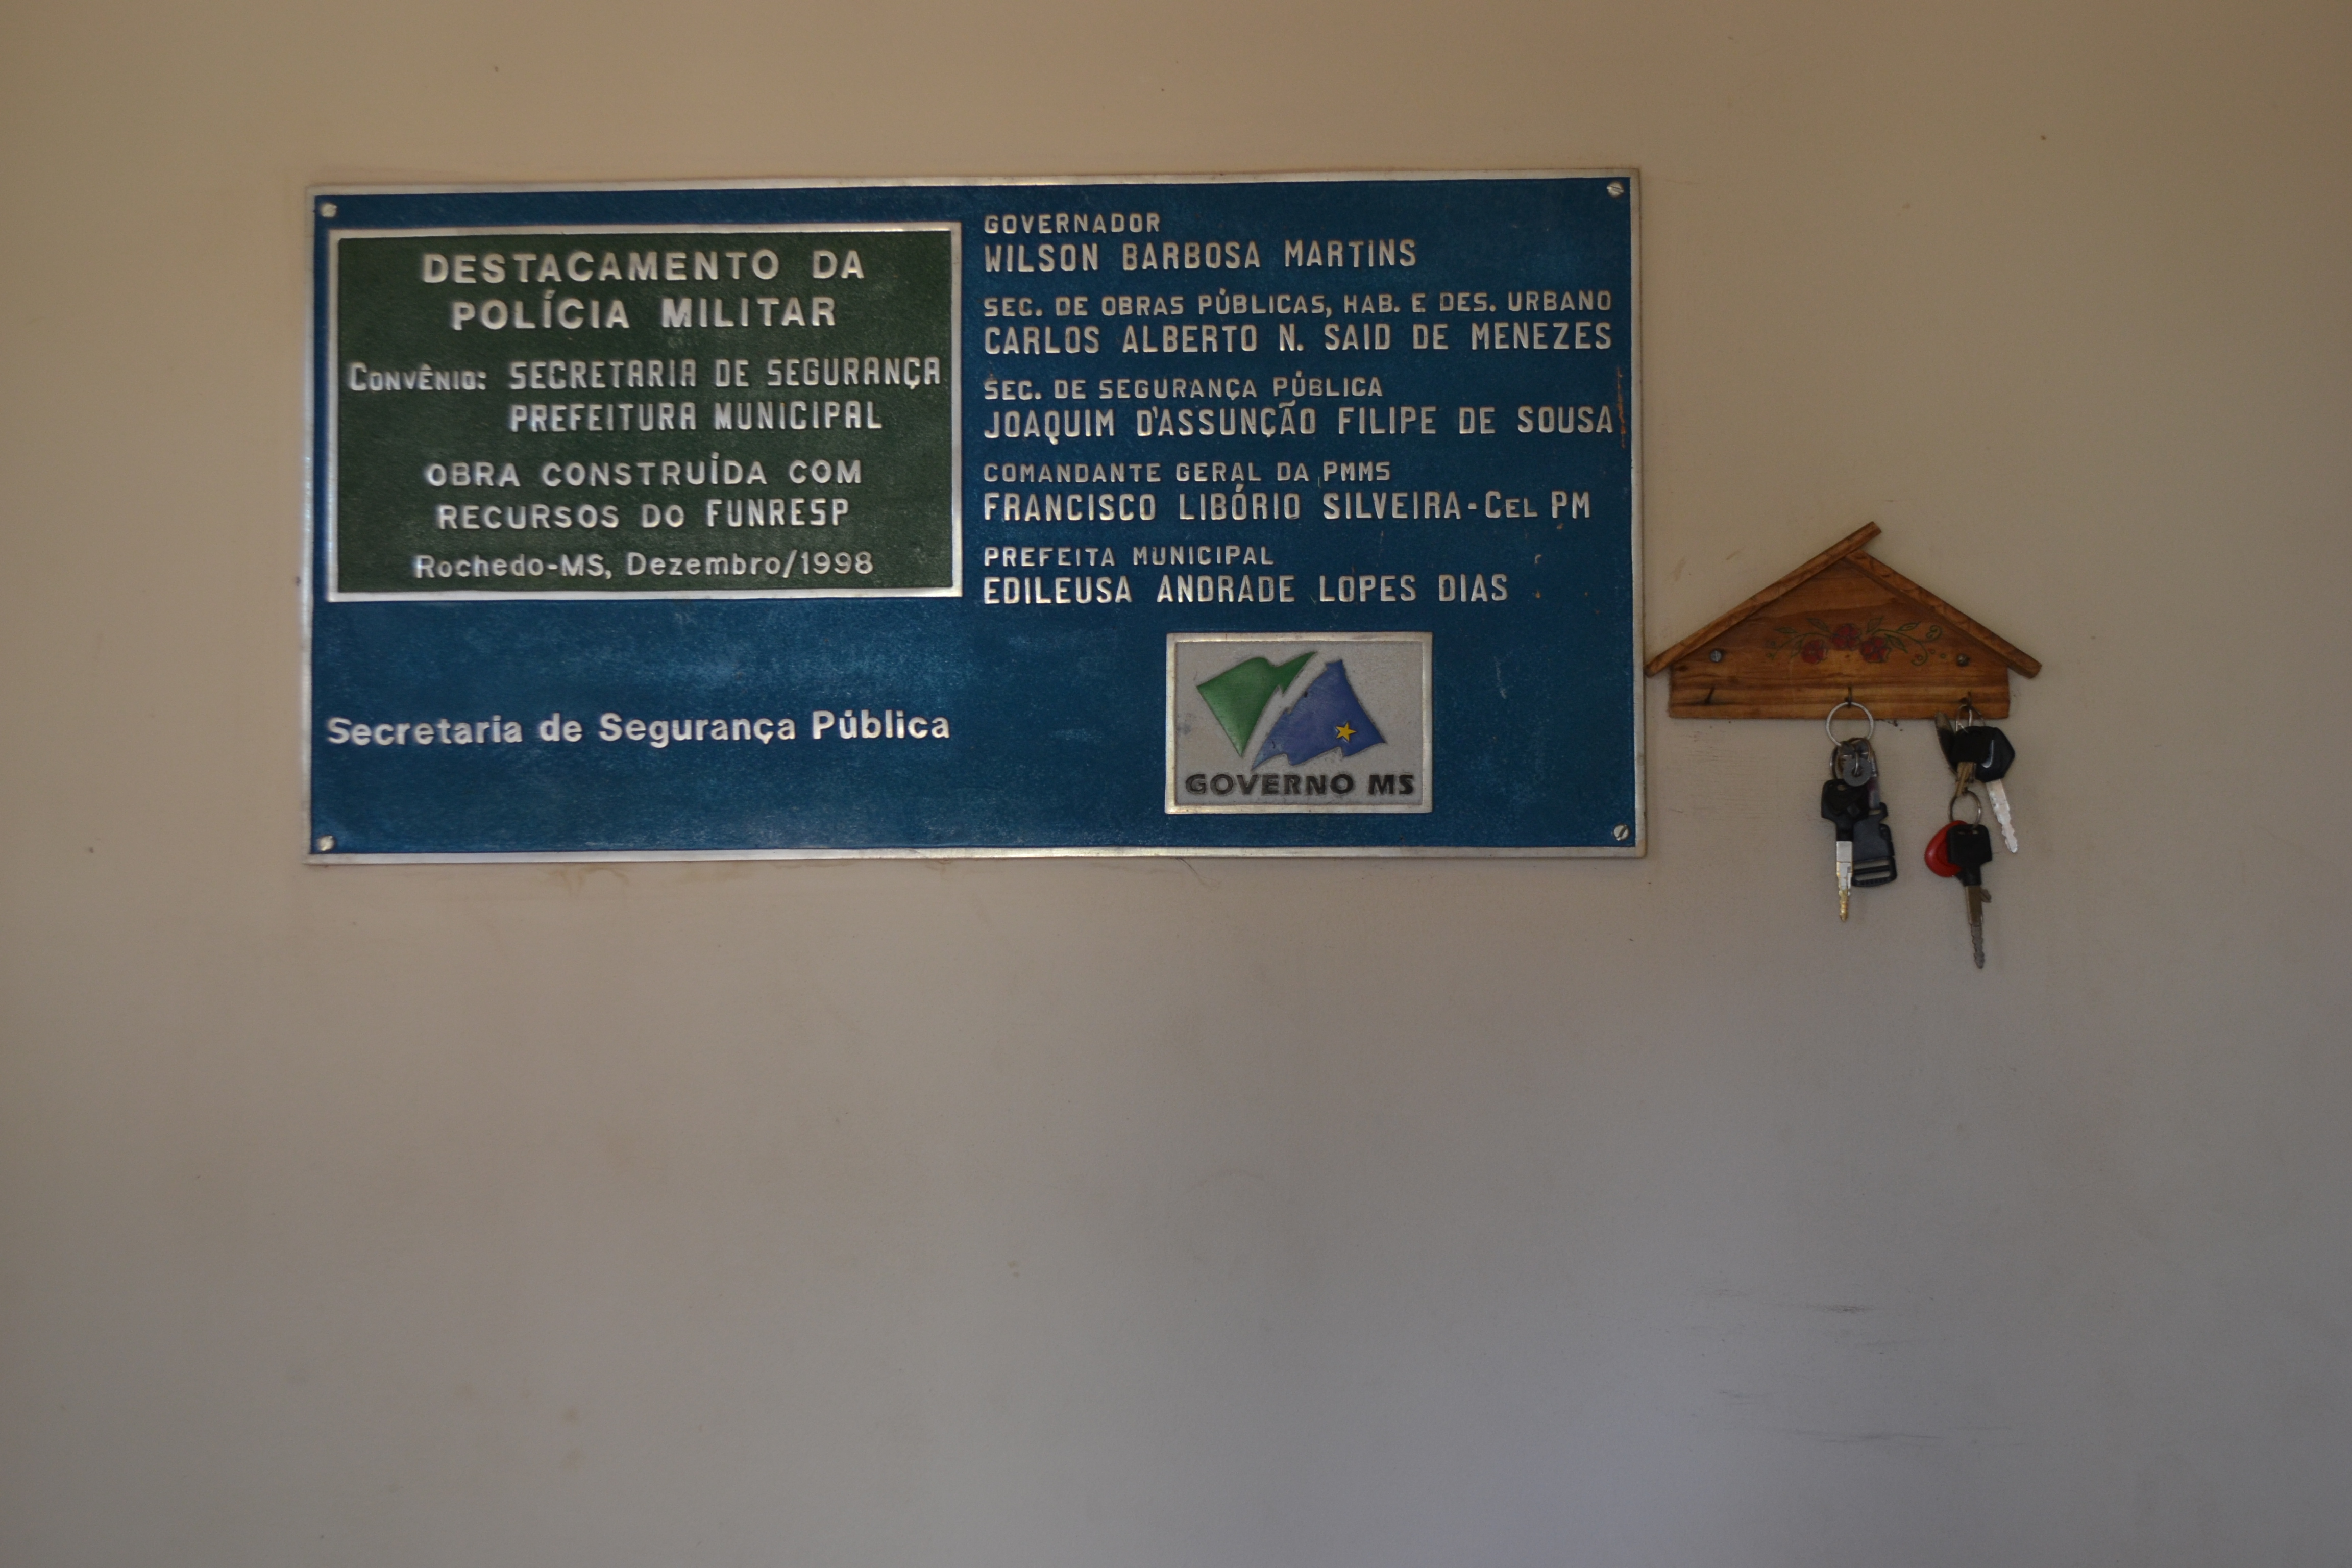 DESTACAMENTO DA
POLÍCIA MILITAR
CONVÊNIO: SECRETARIA DE SEGURANÇA
PREFEITURA MUNICIPAL
OBRA CONSTRUÍDA COM
RECURSOS DO FUNRESP
Rochedo-MS, Dezembro/1998
Secretaria de Segurança Pública
GOVERNADOR
WILSON BARBOSA MARTINS
SEC. DE OBRAS PÚBLICAS, HAB. E DES. URBANO
CARLOS ALBERTO N. SAID DE MENEZES
SEC. DE SEGURANÇA PÚBLICA
JOAQUIM D'ASSUNÇÃO FILIPE DE SOUSA
COMANDANTE GERAL DA PMMS
FRANCISCO LIBÓRIO SILVEIRA-CEL PM
PREFEITA MUNICIPAL
EDILEUSA ANDRADE LOPES DIAS
GOVERNO MS